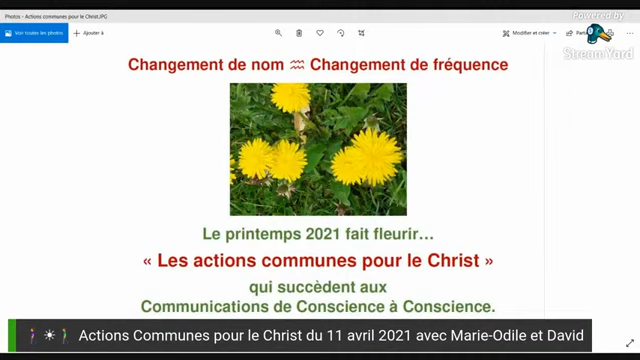 Photos - Actions communes pour le Christ.JPG
Powered by
StreamYard
Voir toutes les photos
Ajouter à
Modifier et créer
Changement de nom ♒ Changement de fréquence
Le printemps 2021 fait fleurir...
« Les actions communes pour le Christ »
qui succèdent aux
Communications de Conscience à Conscience.
Actions Communes pour le Christ du 11 avril 2021 avec Marie-Odile et David